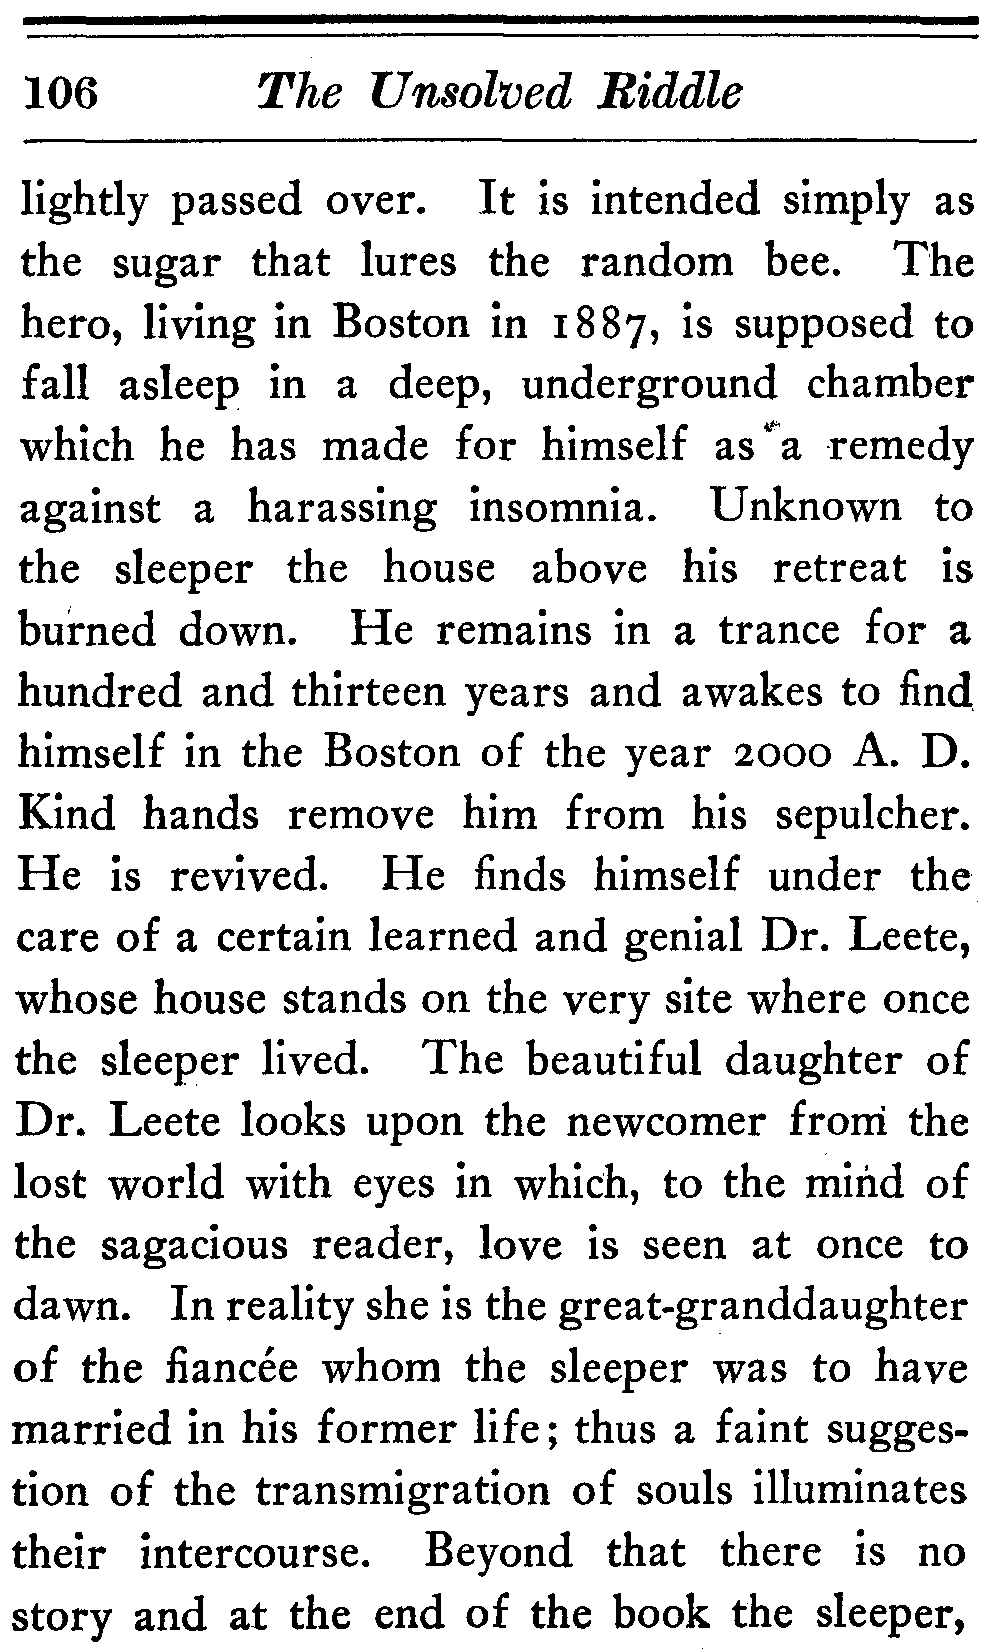 106 The Unsolved Riddle
lightly passed over. It is intended simply as
the sugar that lures the random bee. The
hero, living in Boston in 1887, is supposed to
fall asleep in a deep, underground chamber
which he has made for himself as a remedy
against a harassing insomnia. Unknown to
the sleeper the house above his retreat is
burned down. He remains in a trance for a
hundred and thirteen years and awakes to find
himself in the Boston of the year 2000 A. D.
Kind hands remove him from his sepulcher.
He is revived. He finds himself under the
care of a certain learned and genial Dr. Leete,
whose house stands on the very site where once
the sleeper lived. The beautiful daughter of
Dr. Leete looks upon the newcomer from the
lost world with eyes in which, to the mind of
the sagacious reader, love is seen at once to
dawn. In reality she is the great-granddaughter
of the fiancée whom the sleeper was to have
married in his former life; thus a faint sugges-
tion of the transmigration of souls illuminates
their intercourse. Beyond that there is no
story and at the end of the book the sleeper,